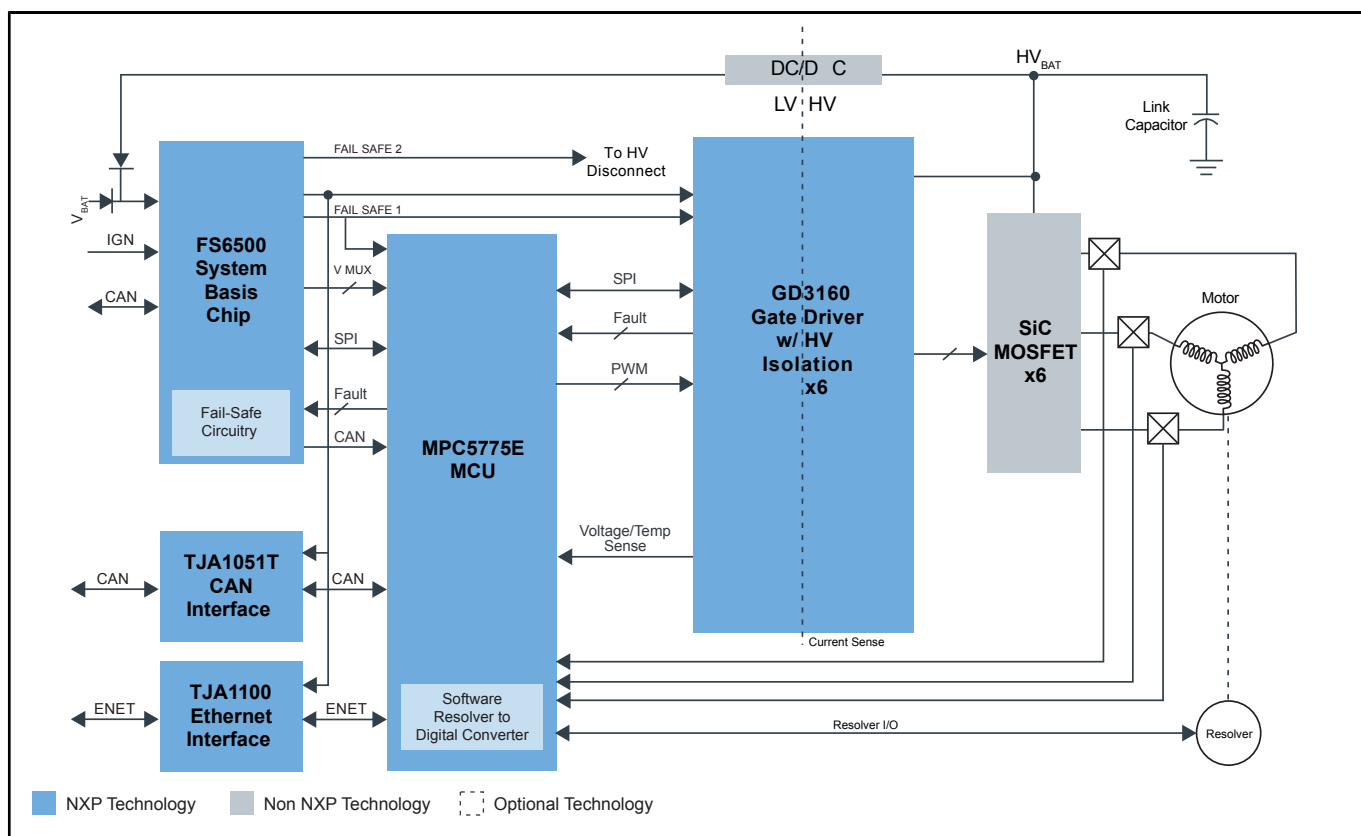 DC/D C
HV BAT
LV HV
Link
Capacitor
FAIL SAFE 2
To HV
Disconnect
V BAT
FAIL SAFE 1
IGN
FS6500
System
Basis
Chip
V MUX
CAN
SPI
SPI
GD3160
Gate Driver
w/ HV
Isolation
x6
Fault
PWM
SiC
MOSFET
x6
Motor
Fault
Fail-Safe
Circuitry
CAN
MPC5775E
MCU
Voltage/Temp
Sense
TJA1051T
CAN
Interface
CAN
CAN
Current Sense
TJA1100
Ethernet
Interface
ENET
ENET
Software
Resolver to
Digital Converter
Resolver I/O
Resolver
NXP Technology
Non NXP Technology
Optional Technology